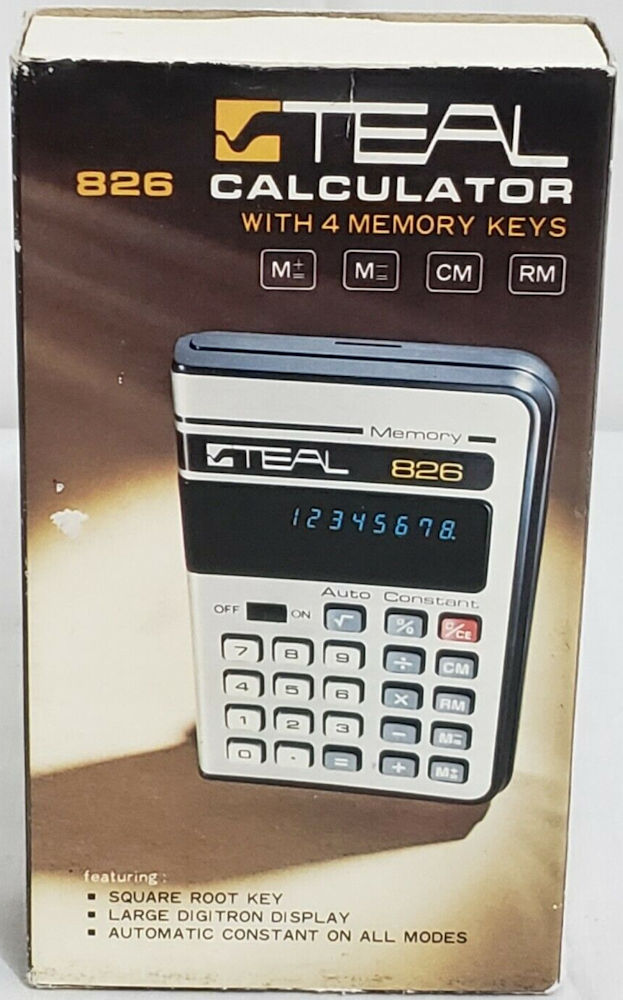 TEAL
826 CALCULATOR
WITH 4 MEMORY KEYS
M± M= CM RM
Memory
TEAL 826
12345678.
Auto Constant
OFF ON √ % C/CE
7 8 9 ÷ CM
4 5 6 × RM
1 2 3 − M=
0 . = + M±
featuring:
▪ SQUARE ROOT KEY
▪ LARGE DIGITRON DISPLAY
▪ AUTOMATIC CONSTANT ON ALL MODES